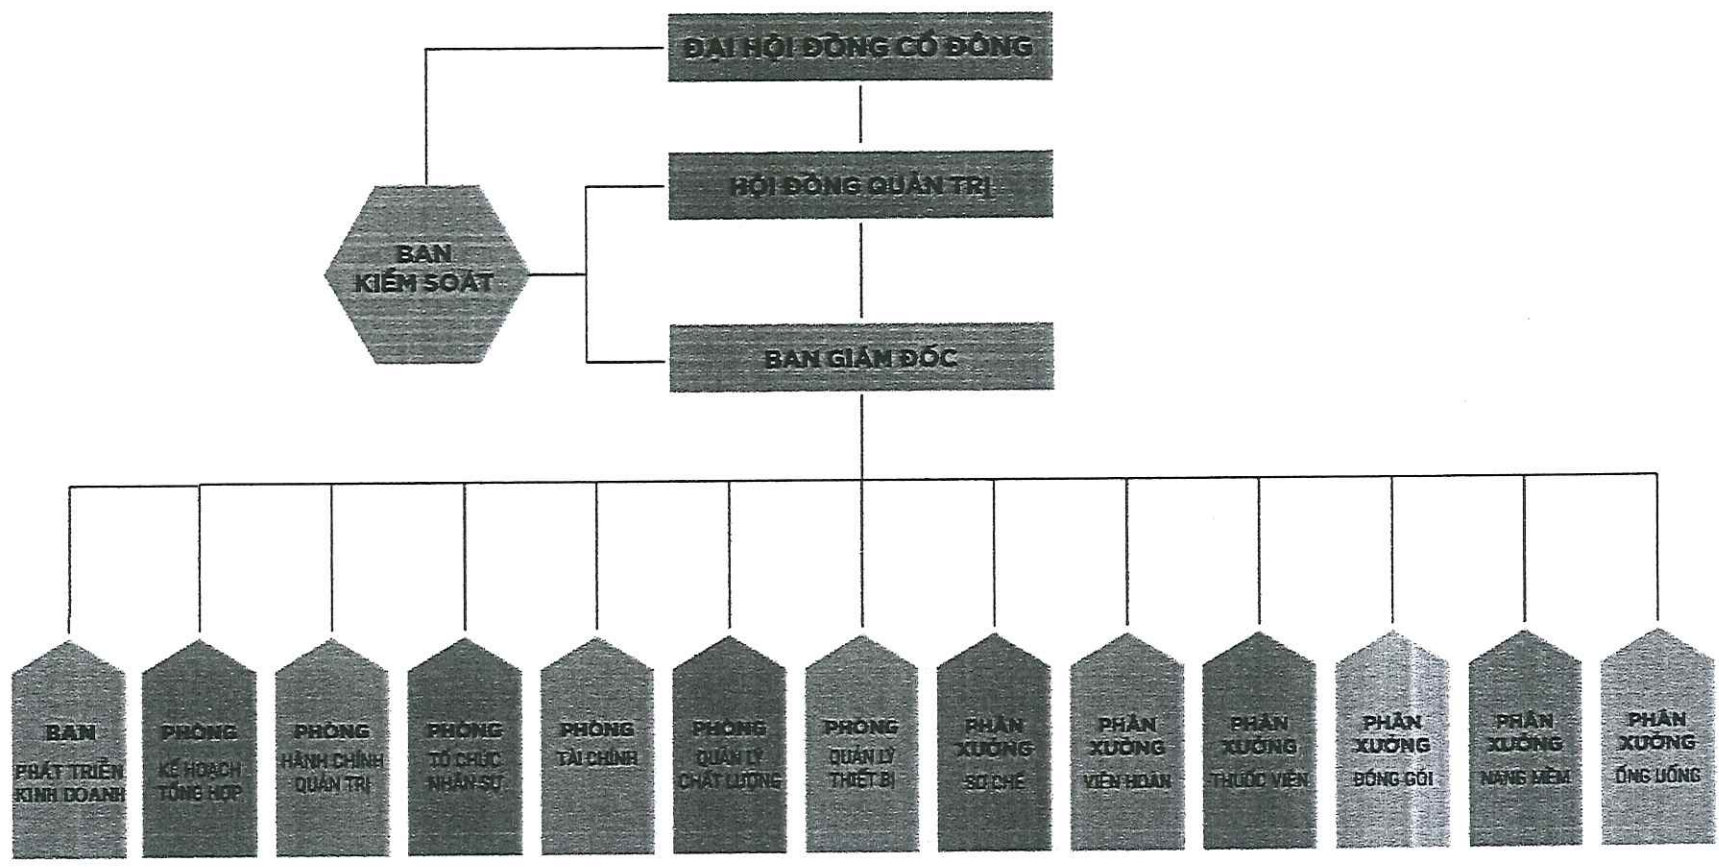 ĐẠI HỘI ĐỒNG CỔ ĐÔNG
HỘI ĐỒNG QUẢN TRỊ
BAN
KIỂM SOÁT
BAN GIÁM ĐỐC
BAN
PHÁT TRIỂN
KINH DOANH
PHÒNG
KẾ HOẠCH
TỔNG HỢP
PHÒNG
HÀNH CHÍNH
QUẢN TRỊ
PHÒNG
TỔ CHỨC
NHÂN SỰ
PHÒNG
TÀI CHÍNH
PHÒNG
QUẢN LÝ
CHẤT LƯỢNG
PHÒNG
QUẢN LÝ
THIẾT BỊ
PHÂN
XƯỞNG
SƠ CHẾ
PHÂN
XƯỞNG
VIÊN HOÀN
PHÂN
XƯỞNG
THUỐC VIÊN
PHÂN
XƯỞNG
ĐÓNG GÓI
PHÂN
XƯỞNG
NANG MỀM
PHÂN
XƯỞNG
ỐNG UỐNG